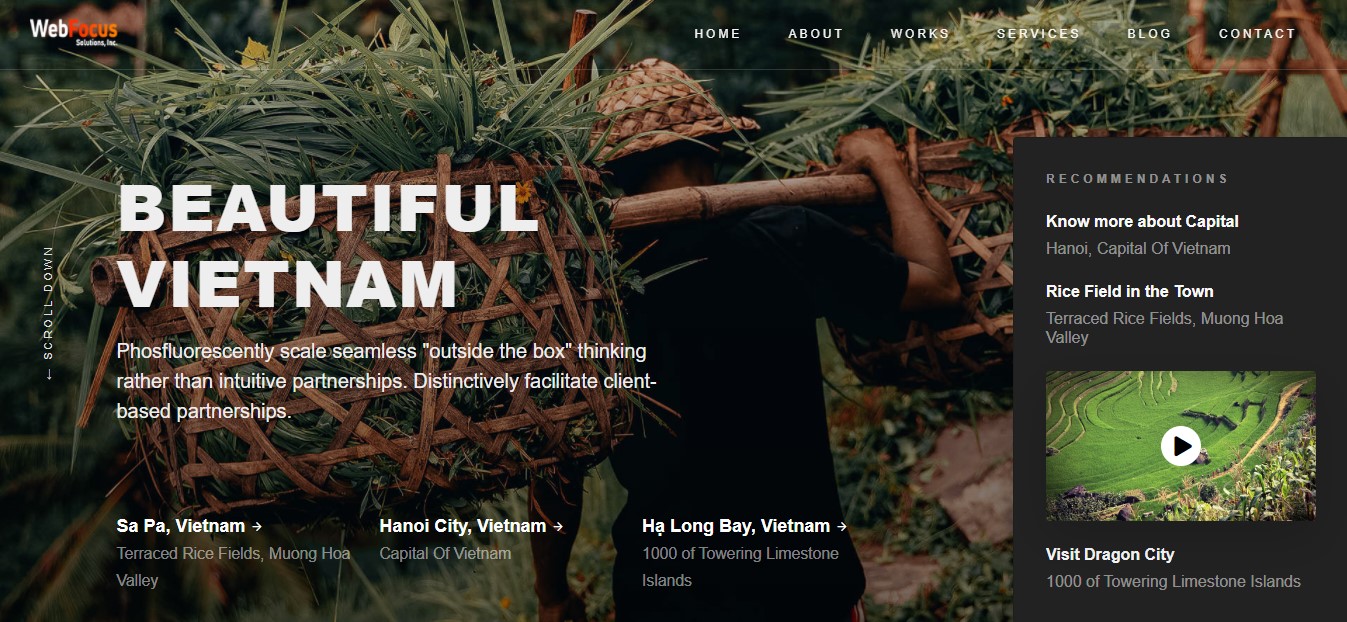 WebFocus
Solutions, Inc.
HOME ABOUT WORKS SERVICES BLOG CONTACT
← SCROLL DOWN
BEAUTIFUL
VIETNAM
Phosfluorescently scale seamless "outside the box" thinking
rather than intuitive partnerships. Distinctively facilitate client-
based partnerships.
Sa Pa, Vietnam →
Terraced Rice Fields, Muong Hoa
Valley
Hanoi City, Vietnam →
Capital Of Vietnam
Hạ Long Bay, Vietnam →
1000 of Towering Limestone
Islands
RECOMMENDATIONS
Know more about Capital
Hanoi, Capital Of Vietnam
Rice Field in the Town
Terraced Rice Fields, Muong Hoa
Valley
Visit Dragon City
1000 of Towering Limestone Islands